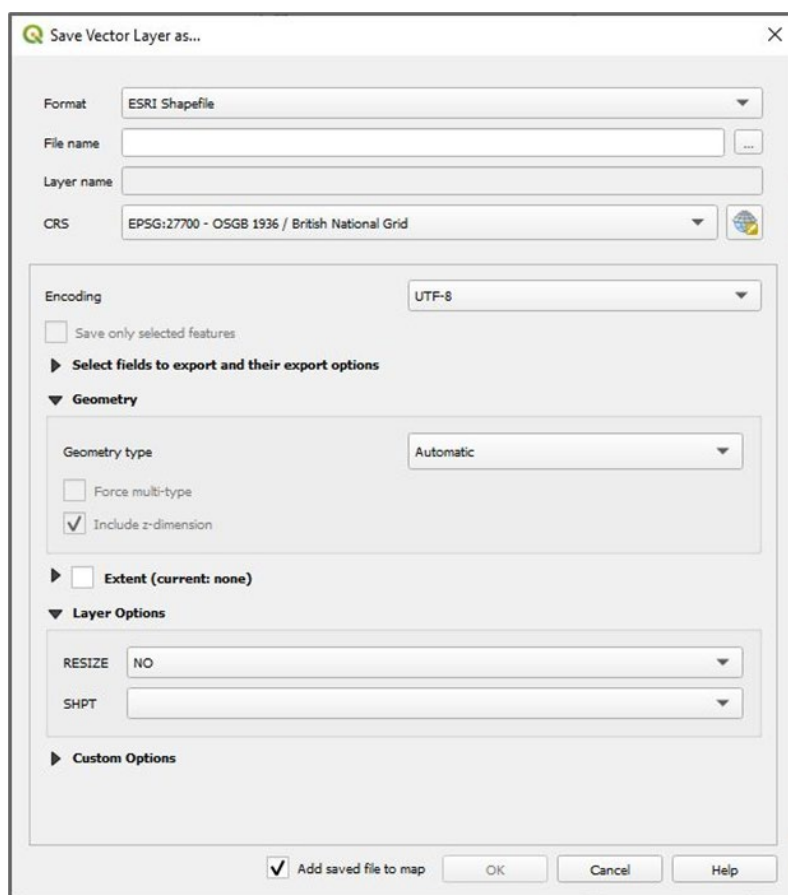 Save Vector Layer as...
Format ESRI Shapefile
File name ...
Layer name
CRS EPSG:27700 - OSGB 1936 / British National Grid
Encoding UTF-8
Save only selected features
Select fields to export and their export options
Geometry
Geometry type Automatic
Force multi-type
Include z-dimension
Extent (current: none)
Layer Options
RESIZE NO
SHPT
Custom Options
Add saved file to map OK Cancel Help